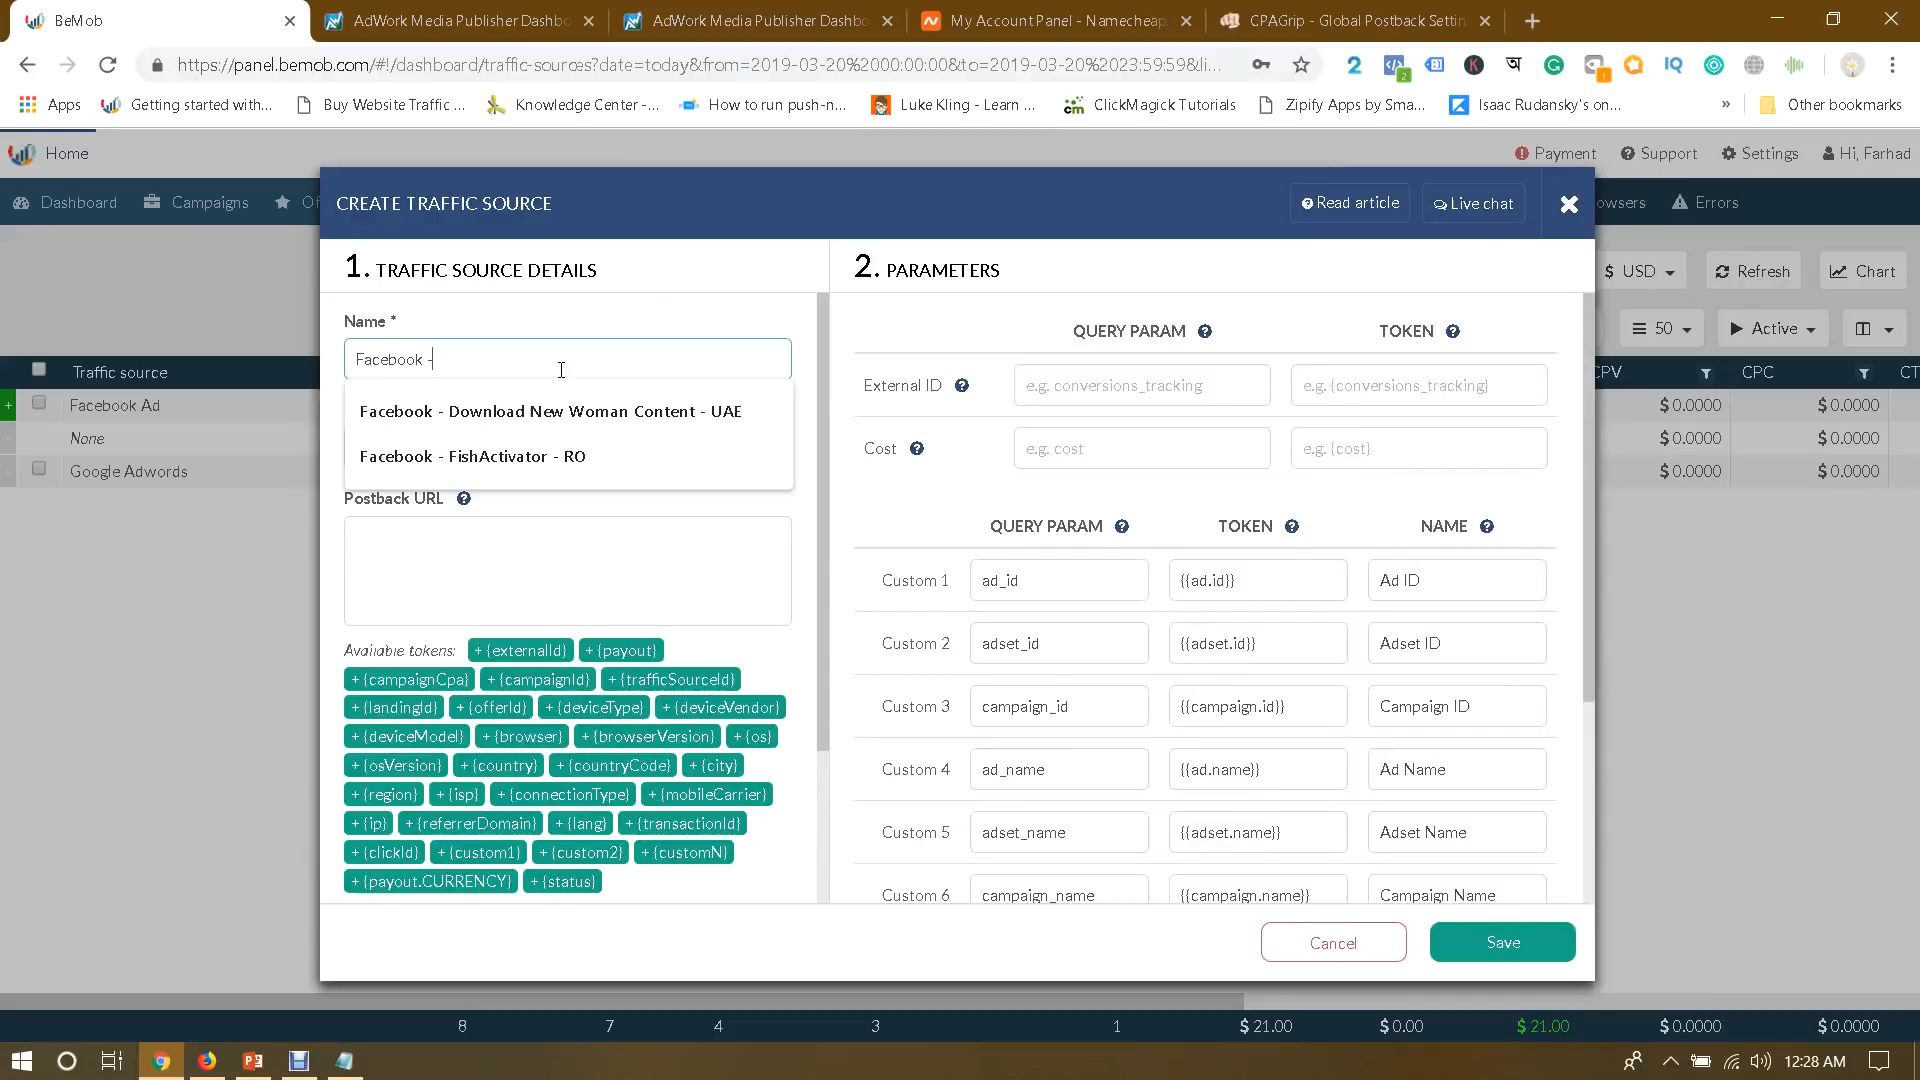 BeMob
AdWork Media Publisher Dashbo
AdWork Media Publisher Dashbo
My Account Panel - Namecheap.
CPAGrip - Global Postback Settin
https://panel.bemob.com/#!/dashboard/traffic-sources?date=today&from=2019-03-20%2000:00:00&to=2019-03-20%2023:59:59&li...
Apps
Getting started with...
Buy Website Traffic ...
Knowledge Center -...
How to run push-n...
Luke Kling - Learn ...
ClickMagick Tutorials
Zipify Apps by Sma...
Isaac Rudansky's on...
»
Other bookmarks
Home
Payment
Support
Settings
Hi, Farhad
Dashboard
Campaigns
Of
owsers
Errors
CREATE TRAFFIC SOURCE
Read article
Live chat
1. TRAFFIC SOURCE DETAILS
2. PARAMETERS
$ USD
Refresh
Chart
50
Active
Name *
Facebook -
Facebook - Download New Woman Content - UAE
Facebook - FishActivator - RO
Postback URL
Available tokens: + {externalId} + {payout}
+ {campaignCpa} + {campaignId} + {trafficSourceId}
+ {landingId} + {offerId} + {deviceType} + {deviceVendor}
+ {deviceModel} + {browser} + {browserVersion} + {os}
+ {osVersion} + {country} + {countryCode} + {city}
+ {region} + {isp} + {connectionType} + {mobileCarrier}
+ {ip} + {referrerDomain} + {lang} + {transactionId}
+ {clickId} + {custom1} + {custom2} + {customN}
+ {payout.CURRENCY} + {status}
QUERY PARAM TOKEN
External ID e.g. conversions_tracking e.g. {conversions_tracking}
Cost e.g. cost e.g. {cost}
QUERY PARAM TOKEN NAME
Custom 1 ad_id {{ad.id}} Ad ID
Custom 2 adset_id {{adset.id}} Adset ID
Custom 3 campaign_id {{campaign.id}} Campaign ID
Custom 4 ad_name {{ad.name}} Ad Name
Custom 5 adset_name {{adset.name}} Adset Name
Custom 6 campaign_name {{campaign.name}} Campaign Name
Cancel
Save
Traffic source
Facebook Ad
None
Google Adwords
CPV CPC CT
$ 0.0000 $ 0.0000
$ 0.0000 $ 0.0000
$ 0.0000 $ 0.0000
8 7 4 3 1 $ 21.00 $ 0.00 $ 21.00 $ 0.0000 $ 0.0000
12:28 AM